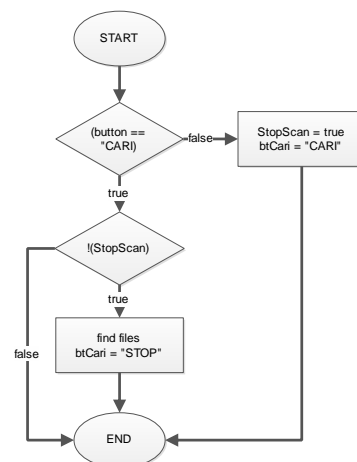 START
(button ==
"CARI)
false
StopScan = true
btCari = "CARI"
true
!(StopScan)
true
find files
btCari = "STOP"
false
END